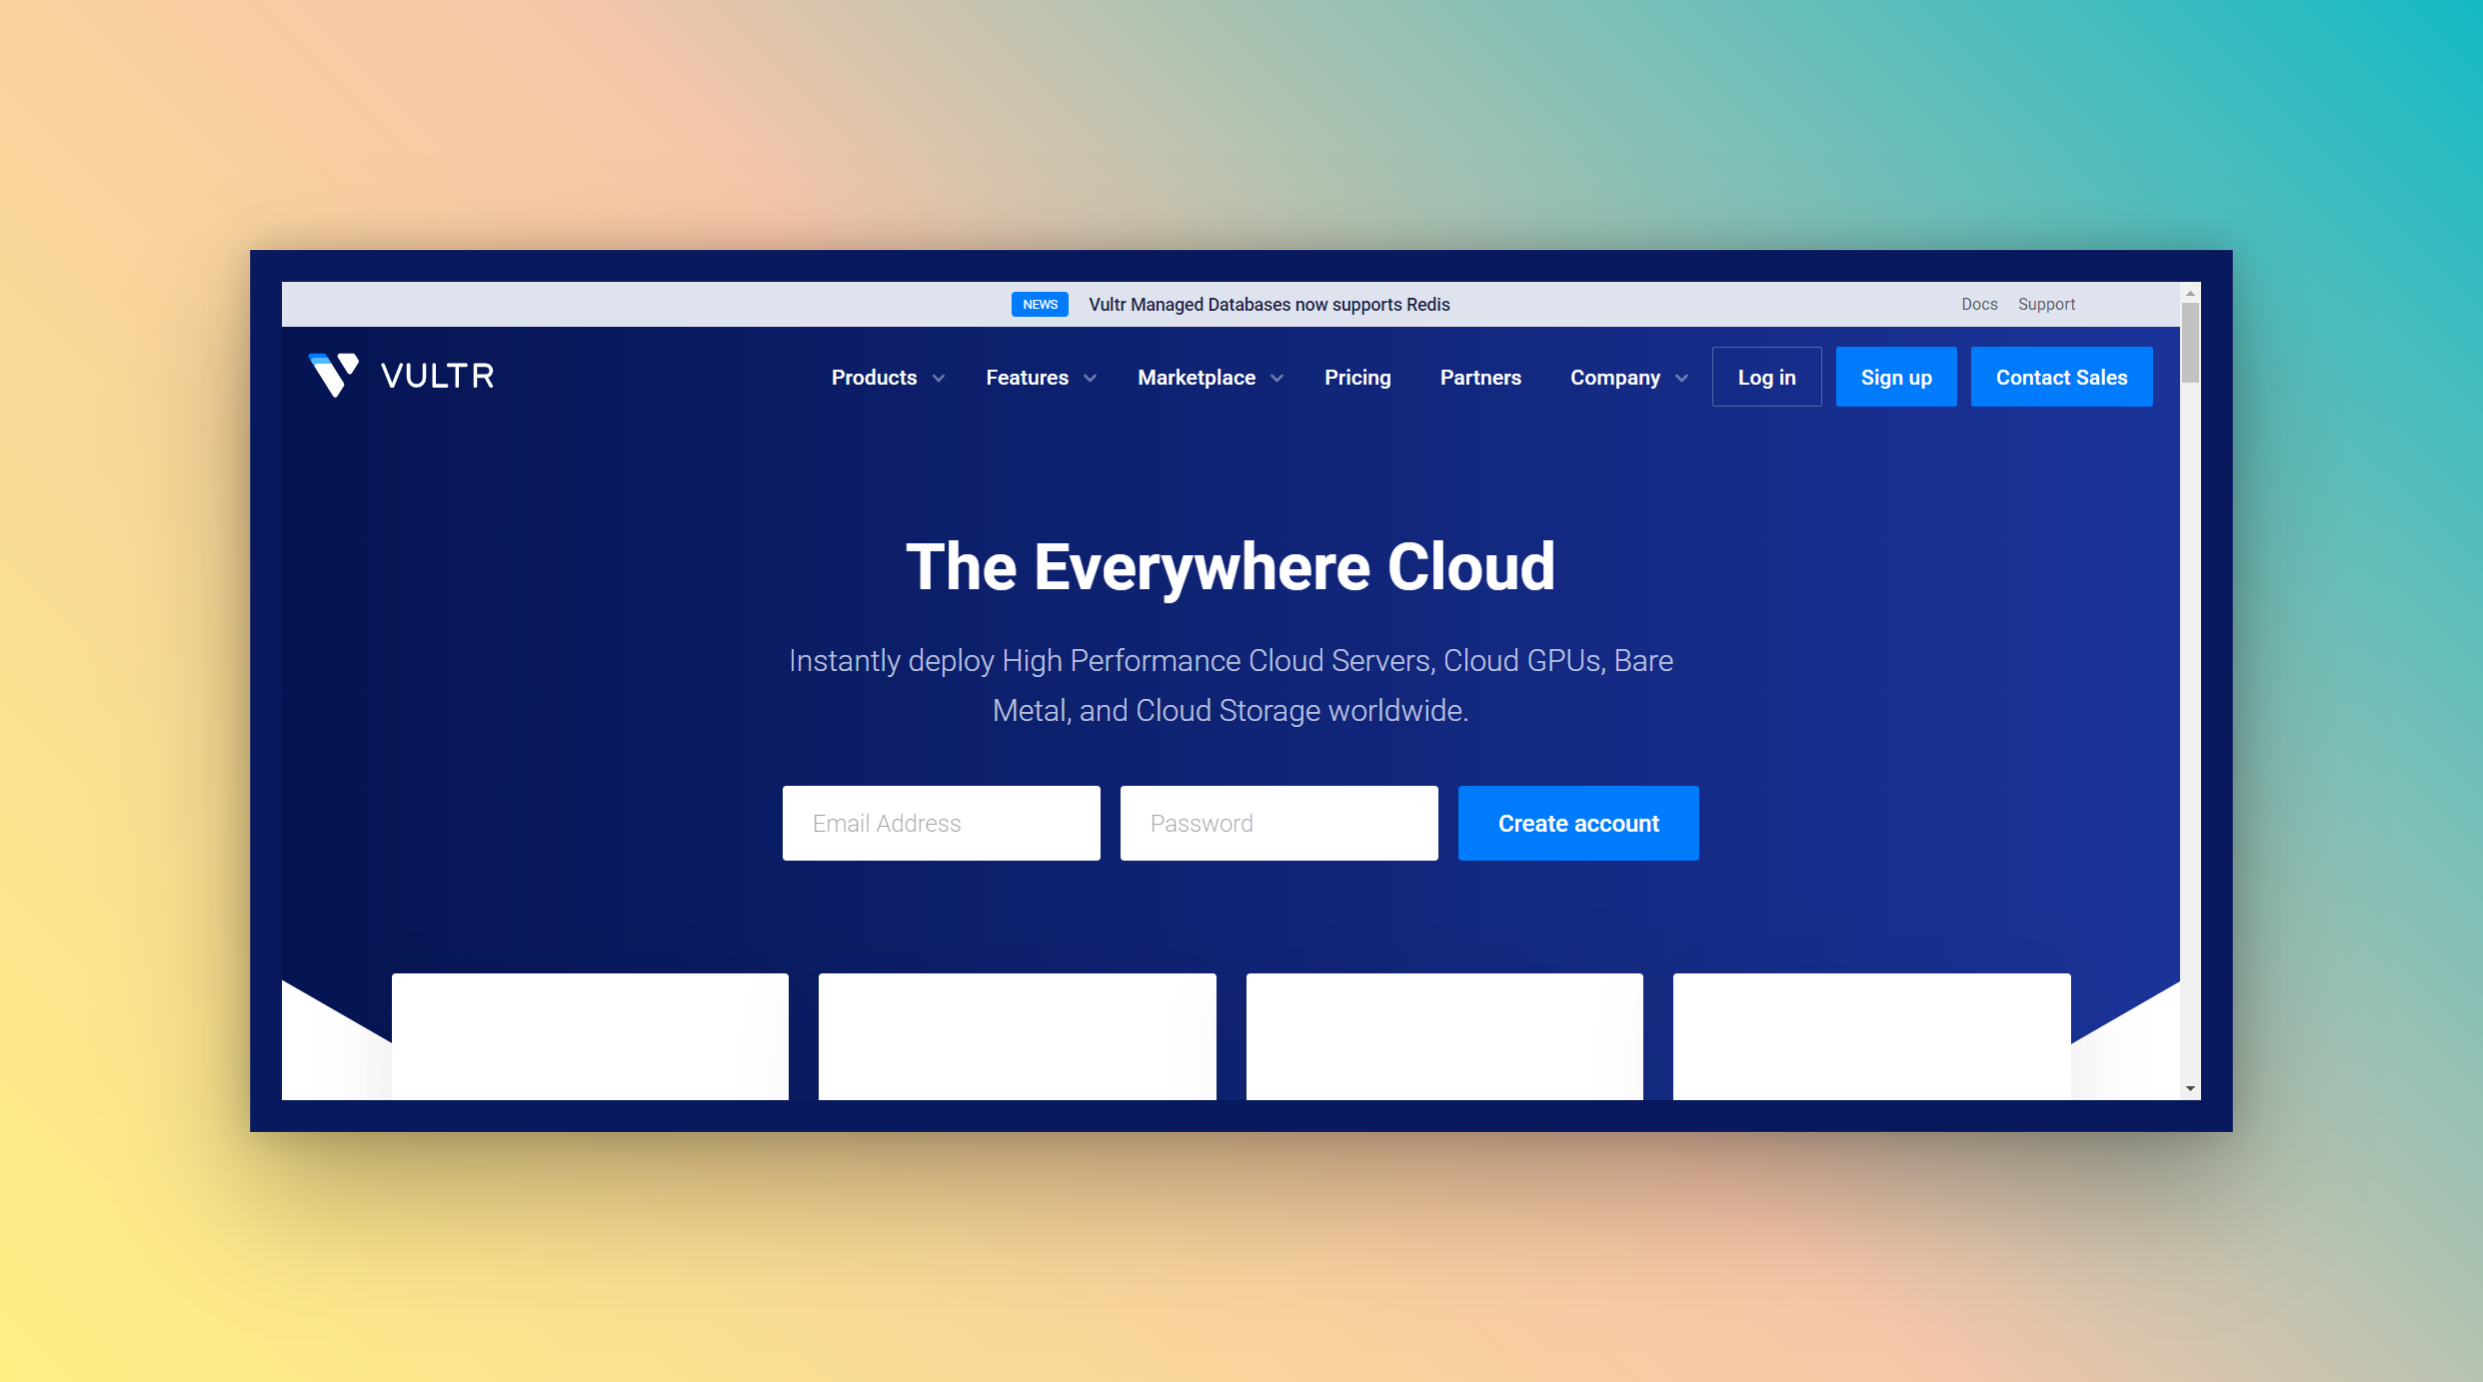 NEWS Vultr Managed Databases now supports Redis Docs Support
VULTR Products Features Marketplace Pricing Partners Company Log in Sign up Contact Sales
The Everywhere Cloud
Instantly deploy High Performance Cloud Servers, Cloud GPUs, Bare
Metal, and Cloud Storage worldwide.
Email Address Password Create account